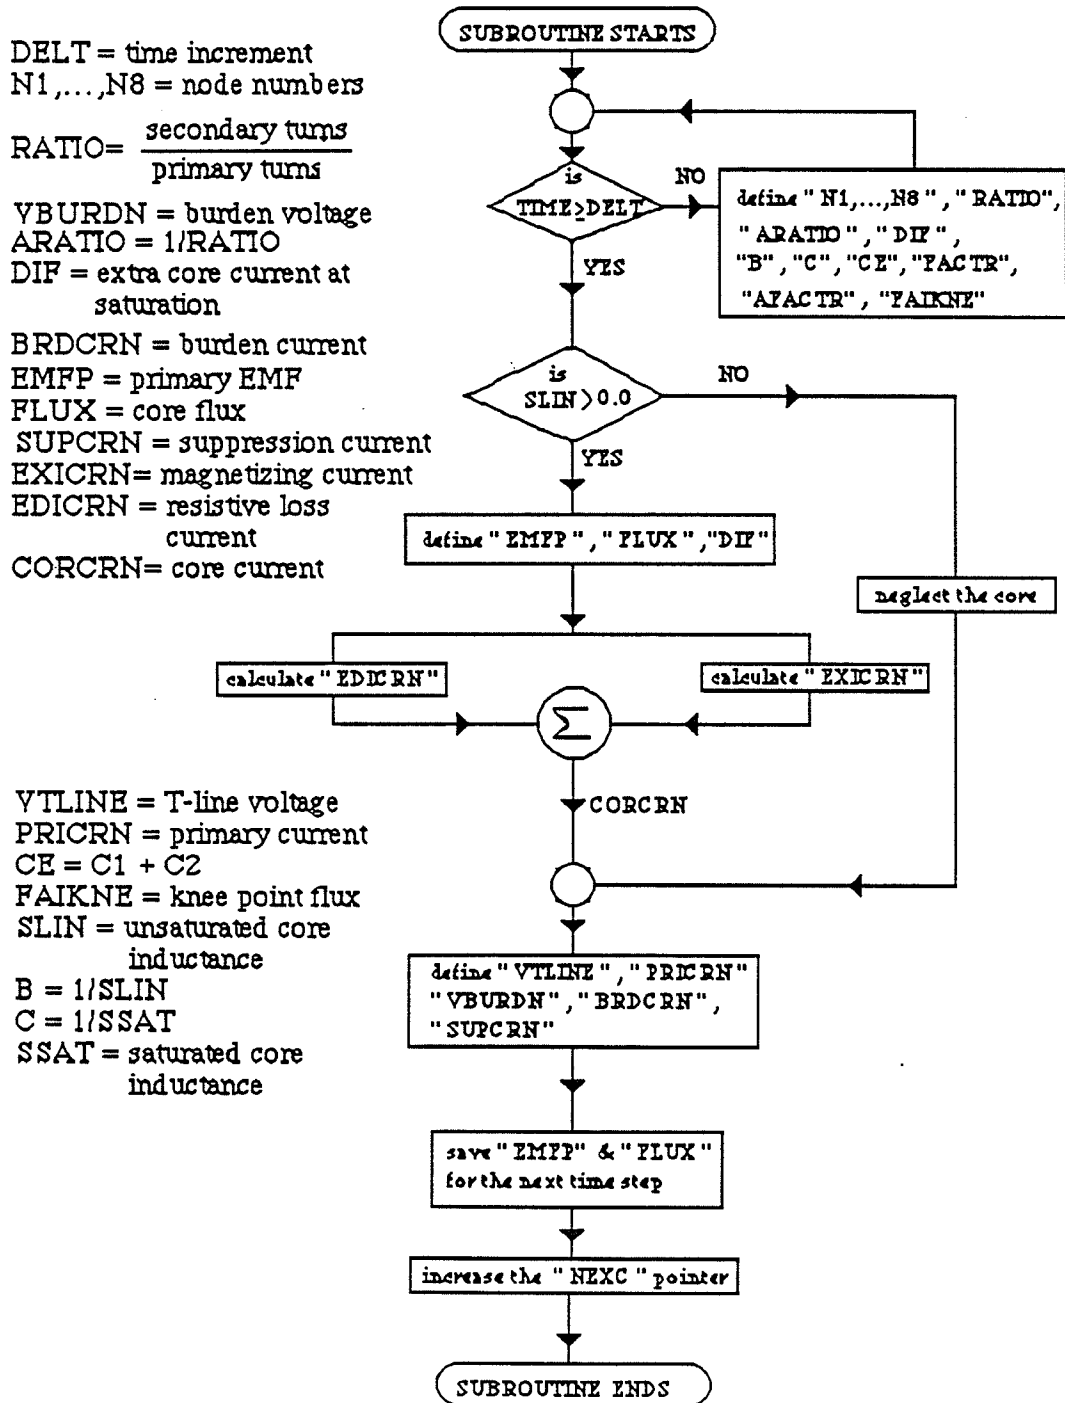 DELT = time increment
N1,...,N8 = node numbers
RATIO= secondary turns
primary turns
VBURDN = burden voltage
ARATIO = 1/RATIO
DIF = extra core current at
saturation
BRDCRN = burden current
EMFP = primary EMF
FLUX = core flux
SUPCRN = suppression current
EXICRN= magnetizing current
EDICRN = resistive loss
current
CORCRN= core current
VTLINE = T-line voltage
PRICRN = primary current
CE = C1 + C2
FAIKNE = knee point flux
SLIN = unsaturated core
inductance
B = 1/SLIN
C = 1/SSAT
SSAT = saturated core
inductance
SUBROUTINE STARTS
is
TIME≥DELT
NO
define "N1,...,N8", "RATIO",
"ARATIO", "DIF",
"B", "C", "CE", "FACTR",
"AFACTR", "FAIKNE"
YES
is
SLIN>0.0
NO
YES
define "EMFP", "FLUX", "DIF"
neglect the core
calculate "EDICRN"
calculate "EXICRN"
Σ
CORCRN
define "VTLINE", "PRICRN"
"VBURDN", "BRDCRN",
"SUPCRN"
save "EMFP" & "FLUX"
for the next time step
increase the "NEXC" pointer
SUBROUTINE ENDS